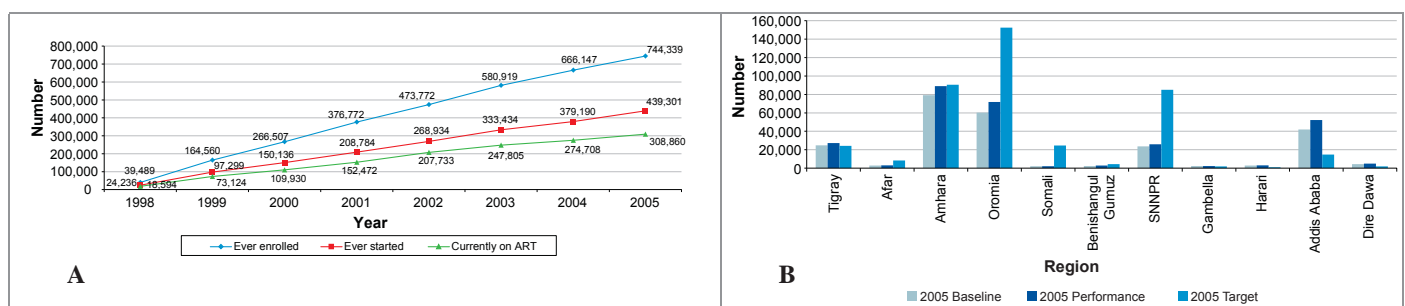 800,000
700,000
600,000
500,000
400,000
300,000
200,000
100,000
0
Number
744,339
666,147
580,919
473,772
376,772
266,507
164,560
39,489
439,301
379,190
333,434
268,934
208,784
150,136
97,299
24,236
308,860
274,708
247,805
207,733
152,472
109,930
73,124
18,594
1998 1999 2000 2001 2002 2003 2004 2005
Year
Ever enrolled Ever started Currently on ART
A
160,000
140,000
120,000
100,000
80,000
60,000
40,000
20,000
0
Number
Tigray
Afar
Amhara
Oromia
Somali
Benishangul
Gumuz
SNNPR
Gambella
Harari
Addis Ababa
Dire Dawa
Region
2005 Baseline 2005 Performance 2005 Target
B